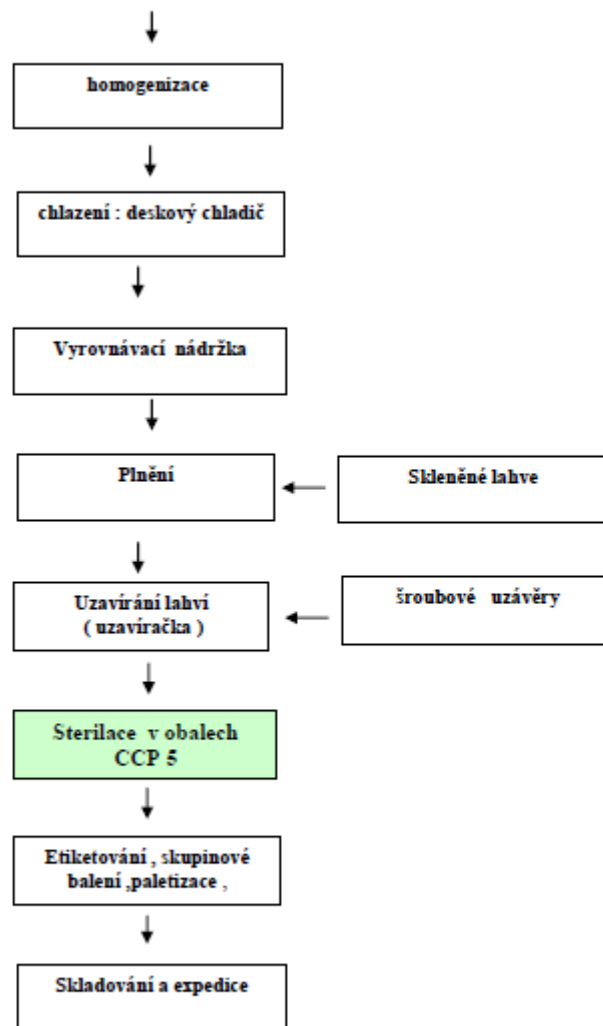 homogenizace
chlazení : deskový chladič
Vyrovnávací nádržka
Plnění
Skleněné lahve
Uzavírání lahví
( uzavíračka )
šroubové uzávěry
Sterilace v obalech
CCP 5
Etiketování , skupinové
balení ,paletizace ,
Skladování a expedice